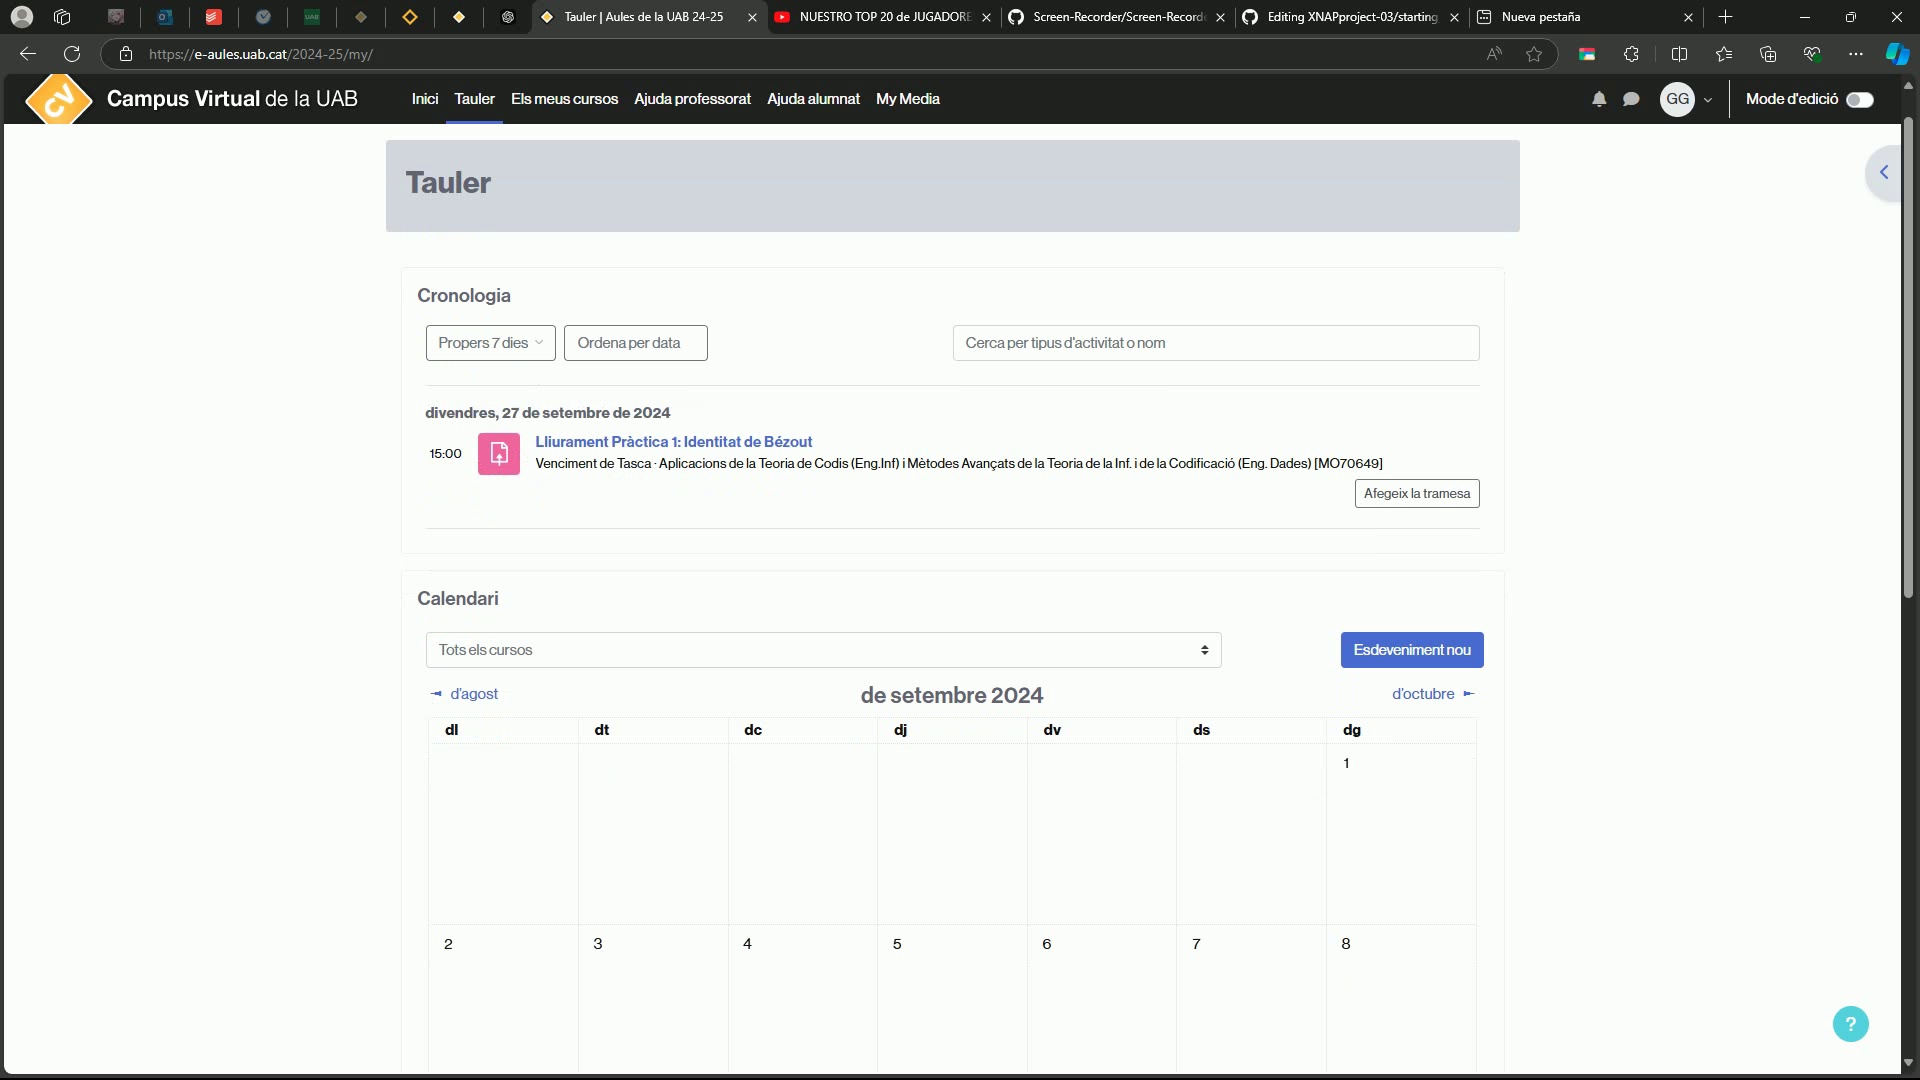 Tauler | Aules de la UAB 24-25
NUESTRO TOP 20 de JUGADORE
Screen-Recorder/Screen-Record
Editing XNAPproject-03/starting
Nueva pestaña
https://e-aules.uab.cat/2024-25/my/
CV
Campus Virtual de la UAB
Inici
Tauler
Els meus cursos
Ajuda professorat
Ajuda alumnat
My Media
GG
Mode d'edició
Tauler
Cronologia
Propers 7 dies
Ordena per data
Cerca per tipus d'activitat o nom
divendres, 27 de setembre de 2024
15:00
Lliurament Pràctica 1: Identitat de Bézout
Venciment de Tasca · Aplicacions de la Teoria de Codis (Eng.Inf) i Mètodes Avançats de la Teoria de la Inf. i de la Codificació (Eng. Dades) [MO70649]
Afegeix la tramesa
Calendari
Tots els cursos
Esdeveniment nou
d'agost
de setembre 2024
d'octubre
dl dt dc dj dv ds dg
1
2 3 4 5 6 7 8
?